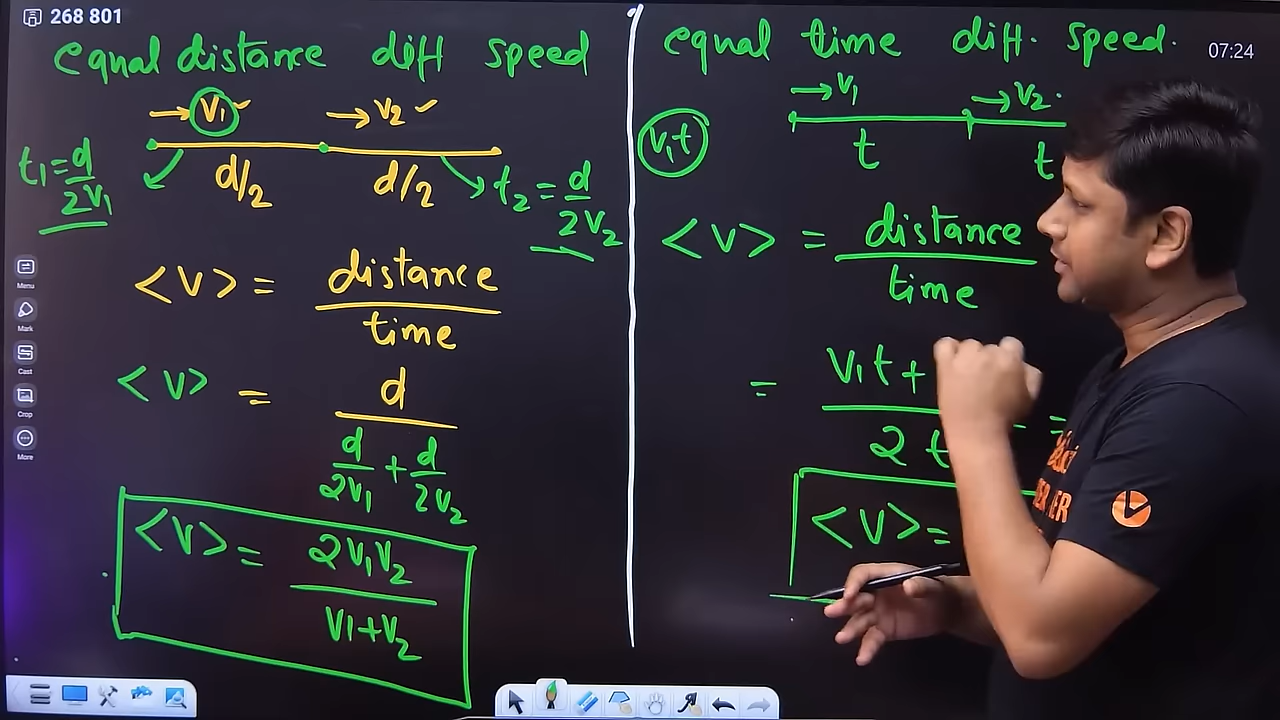 268 801
equal distance diff speed
→ v₁ ✓ → v₂ ✓
t₁ = d/2v₁
d/2 d/2
t₂ = d/2v₂
<v> = distance/time
<v> = d/(d/2v₁ + d/2v₂)
<v> = 2v₁v₂/(v₁+v₂)
equal time diff. speed.
07:24
→ v₁ → v₂.
v₁t
t t
<v> = distance/time
= v₁t + /2t =
<v> =
Menu
Mark
Cast
Crop
More